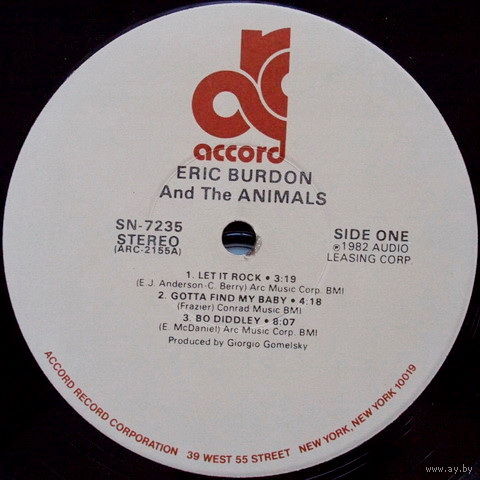 accord
ERIC BURDON
And The ANIMALS
SN-7235
STEREO
(ARC-2155A)
SIDE ONE
℗1982 AUDIO
LEASING CORP.
1. LET IT ROCK • 3:19
(E.J. Anderson-C. Berry) Arc Music Corp. BMI
2. GOTTA FIND MY BABY • 4:18
(Frazier) Conrad Music BMI
3. BO DIDDLEY • 8:07
(E. McDaniel) Arc Music Corp. BMI
Produced by Giorgio Gomelsky
ACCORD RECORD CORPORATION 39 WEST 55 STREET NEW YORK, NEW YORK 10019
www.ay.by